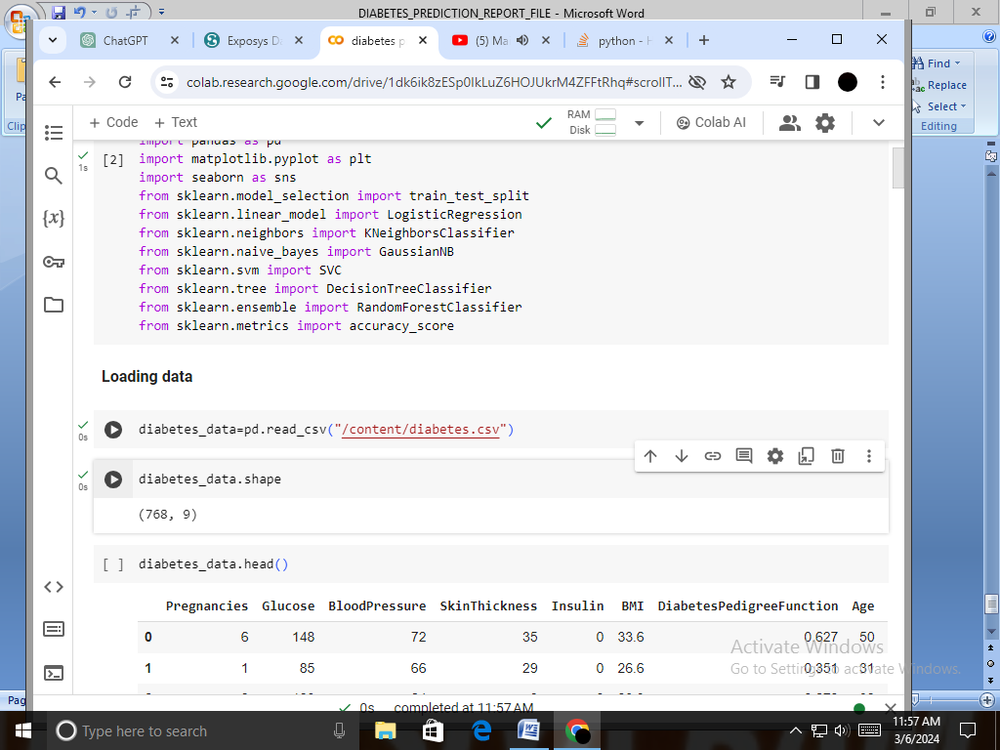 DIABETES_PREDICTION_REPORT_FILE - Microsoft Word
ChatGPT
Exposys D
diabetes p
(5) Ma
python - H
Find
Replace
Select
Editing
Pa
Clip
colab.research.google.com/drive/1dk6ik8zESp0IkLuZ6HOJUkrM4ZFFtRhq#scrollT...
+ Code
+ Text
RAM
Disk
Colab AI
import pandas as pd
1s
[2]
import matplotlib.pyplot as plt
import seaborn as sns
from sklearn.model_selection import train_test_split
from sklearn.linear_model import LogisticRegression
from sklearn.neighbors import KNeighborsClassifier
from sklearn.naive_bayes import GaussianNB
from sklearn.svm import SVC
from sklearn.tree import DecisionTreeClassifier
from sklearn.ensemble import RandomForestClassifier
from sklearn.metrics import accuracy_score
Loading data
0s
diabetes_data=pd.read_csv("/content/diabetes.csv")
0s
diabetes_data.shape
(768, 9)
[ ] diabetes_data.head()
Pregnancies Glucose BloodPressure SkinThickness Insulin BMI DiabetesPedigreeFunction Age
0 6 148 72 35 0 33.6 0.627 50
1 1 85 66 29 0 26.6 0.351 31
Activate Windows
Go to Settings to activate Windows.
0s completed at 11:57 AM
Pag
Type here to search
11:57 AM
3/6/2024